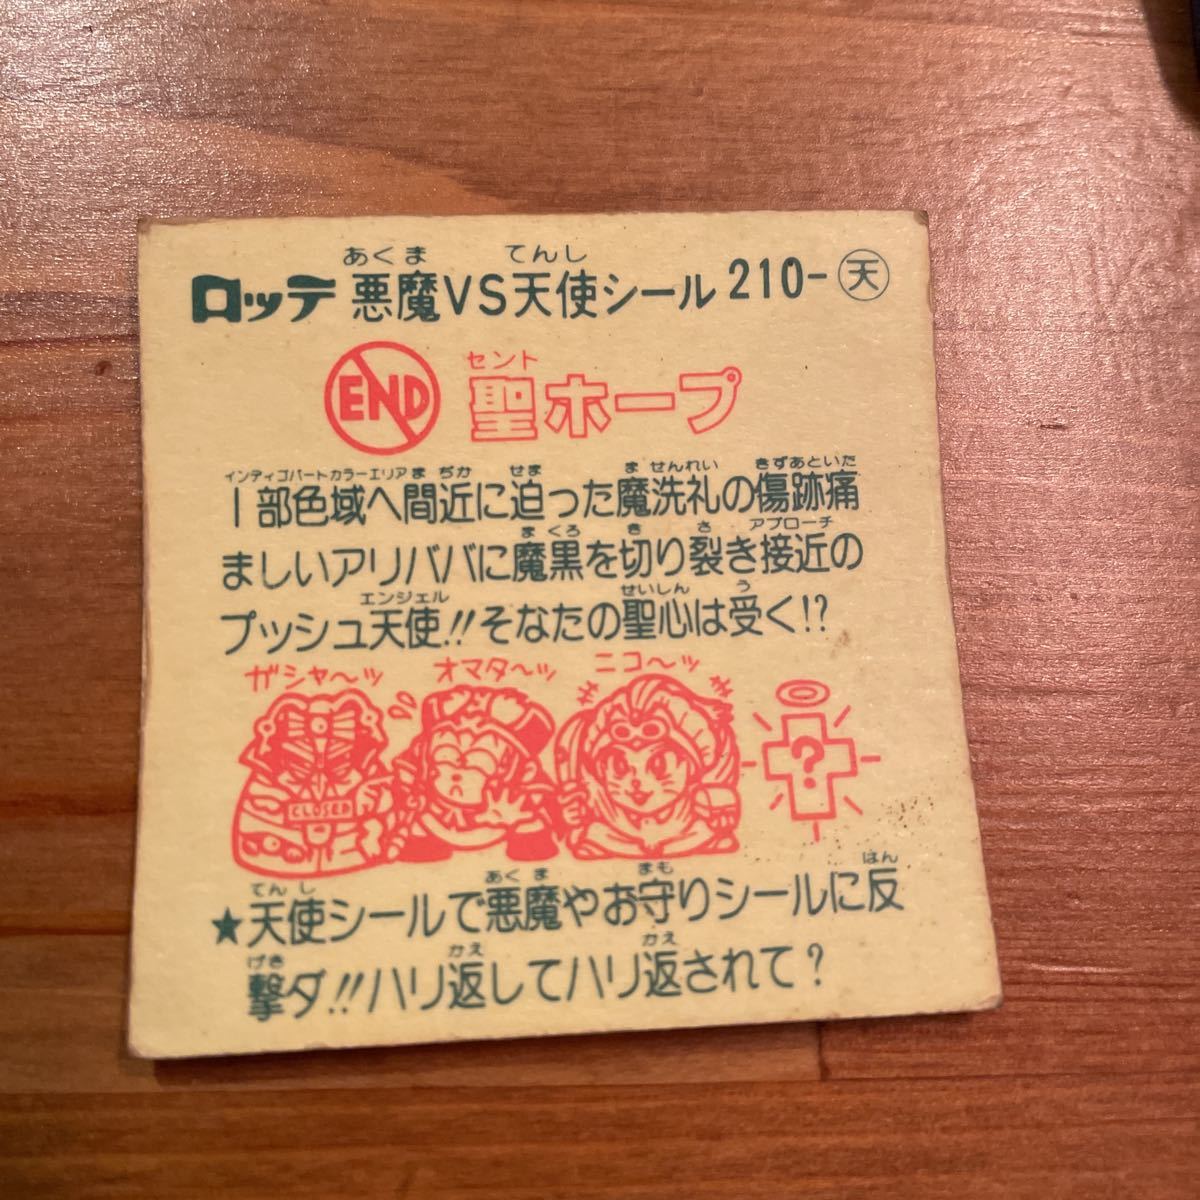 あくま てんし
ロッテ 悪魔VS天使シール 210-天
セント
END 聖ホープ
インディゴパートカラーエリア まぢか せま ま せんれい きずあといた
I部色域へ間近に迫った魔洗礼の傷跡痛
まくろ き さ アプローチ
ましいアリババに魔黒を切り裂き接近の
エンジェル せいしん う
プッシュ天使!!そなたの聖心は受く!?
ガシャ〜ッ オマタ〜ッ ニコ〜ッ
CLOSED ?
てんし あくま まも はん
★天使シールで悪魔やお守りシールに反
げき かえ かえ
撃ダ!!ハリ返してハリ返されて?